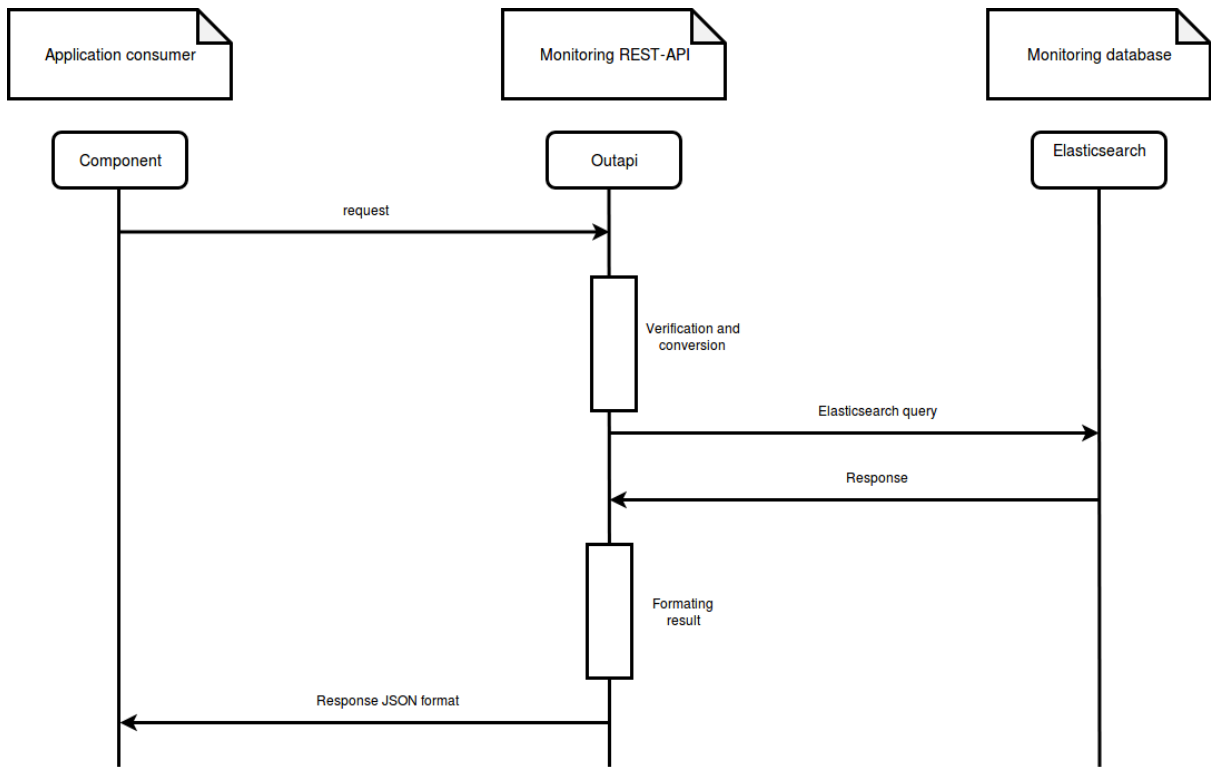 Application consumer
Monitoring REST-API
Monitoring database
Component
Outapi
Elasticsearch
request
Verification and
conversion
Elasticsearch query
Response
Formating
result
Response JSON format